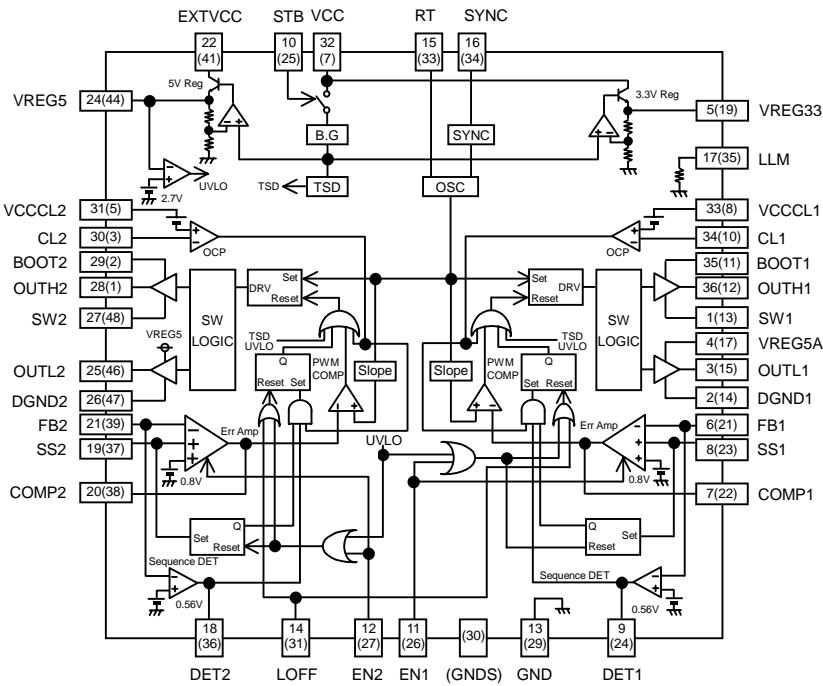 EXTVCC STB VCC RT SYNC
22 (41)
10 (25)
32 (7)
15 (33)
16 (34)
5V Reg
3.3V Reg
VREG5 24(44)
5(19) VREG33
B.G
SYNC
17(35) LLM
UVLO
TSD
TSD
OSC
2.7V
VCCCL2 31(5)
33(8) VCCCL1
CL2 30(3)
OCP
OCP
34(10) CL1
BOOT2 29(2)
35(11) BOOT1
OUTH2 28(1)
Set
DRV
Reset
Set
DRV
Reset
36(12) OUTH1
SW2 27(48)
SW LOGIC
SW LOGIC
1(13) SW1
VREG5
TSD
UVLO
TSD
UVLO
4(17) VREG5A
OUTL2 25(46)
Q
Reset Set
PWM COMP
Slope
Slope
PWM COMP
Q
Set Reset
3(15) OUTL1
DGND2 26(47)
2(14) DGND1
FB2 21(39)
Err Amp
Err Amp
6(21) FB1
SS2 19(37)
UVLO
8(23) SS1
0.8V
0.8V
COMP2 20(38)
7(22) COMP1
Q
Set
Reset
Q
Set
Reset
Sequence DET
Sequence DET
0.56V
0.56V
18 (36)
14 (31)
12 (27)
11 (26)
(30)
13 (29)
9 (24)
DET2 LOFF EN2 EN1 (GNDS) GND DET1